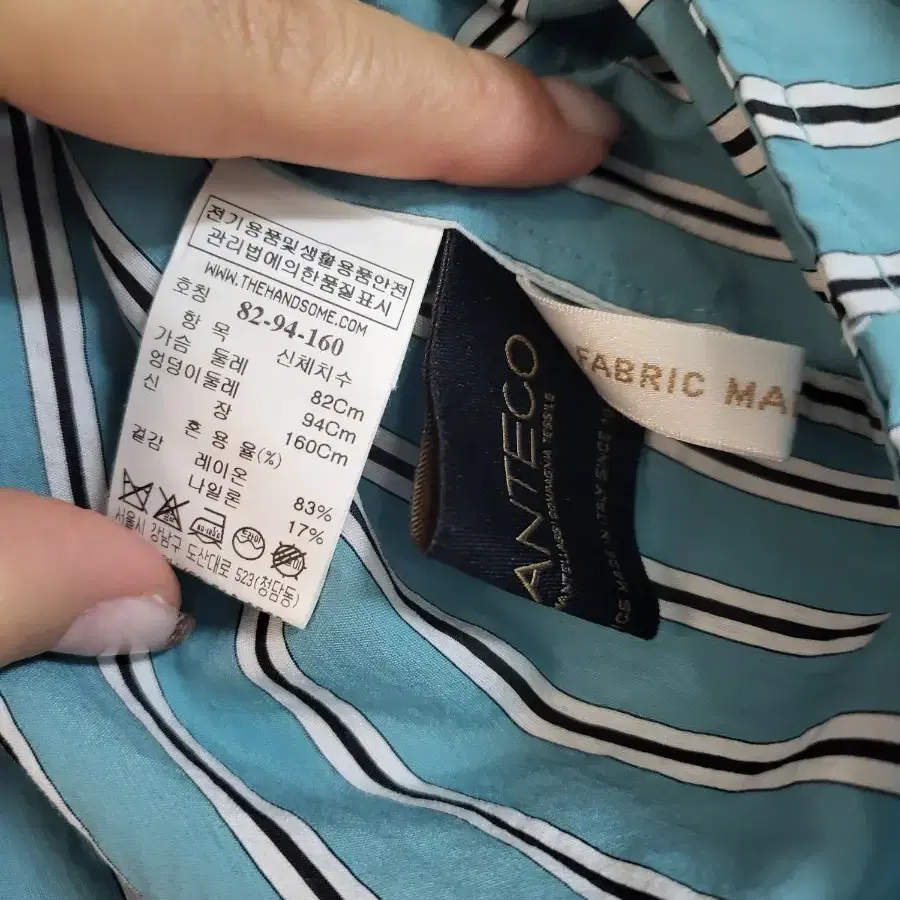 전기용품및생활용품안전
관리법에의한품질표시
WWW.THEHANDSOME.COM
호칭 82-94-160
항 목 신체치수
가슴 둘레 82Cm
엉덩이둘레 94Cm
신 장 160Cm
겉감 혼 용 율(%)
레이온 83%
나일론 17%
드라이
서울시 강남구 도산대로 523(청담동)
ANTECO
FABRIC MA